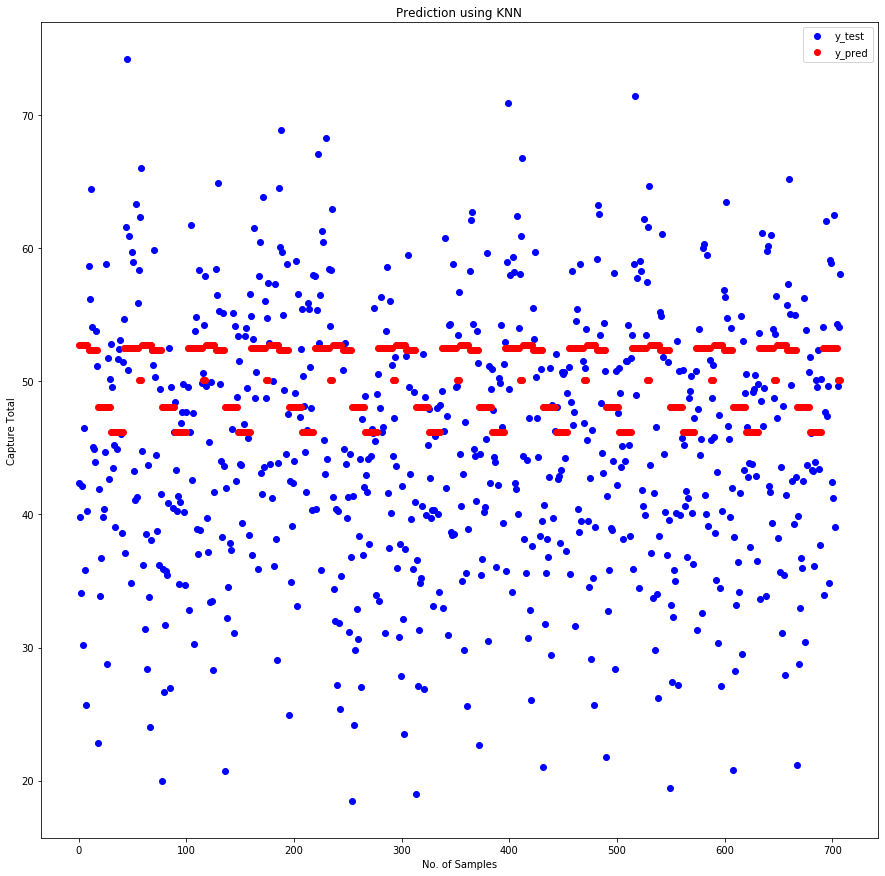 Prediction using KNN
y_test
y_pred
Capture Total
70
60
50
40
30
20
0 100 200 300 400 500 600 700
No. of Samples